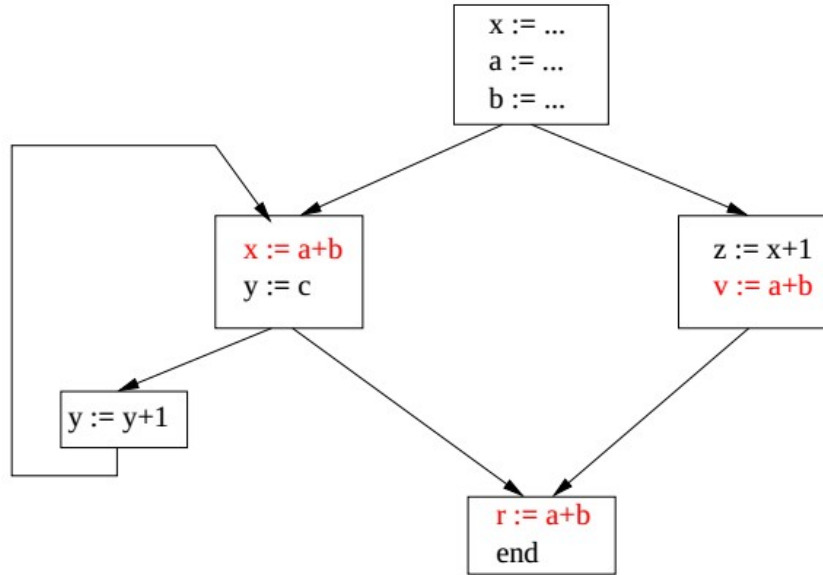 x := ...
a := ...
b := ...
x := a+b
y := c
z := x+1
v := a+b
y := y+1
r := a+b
end